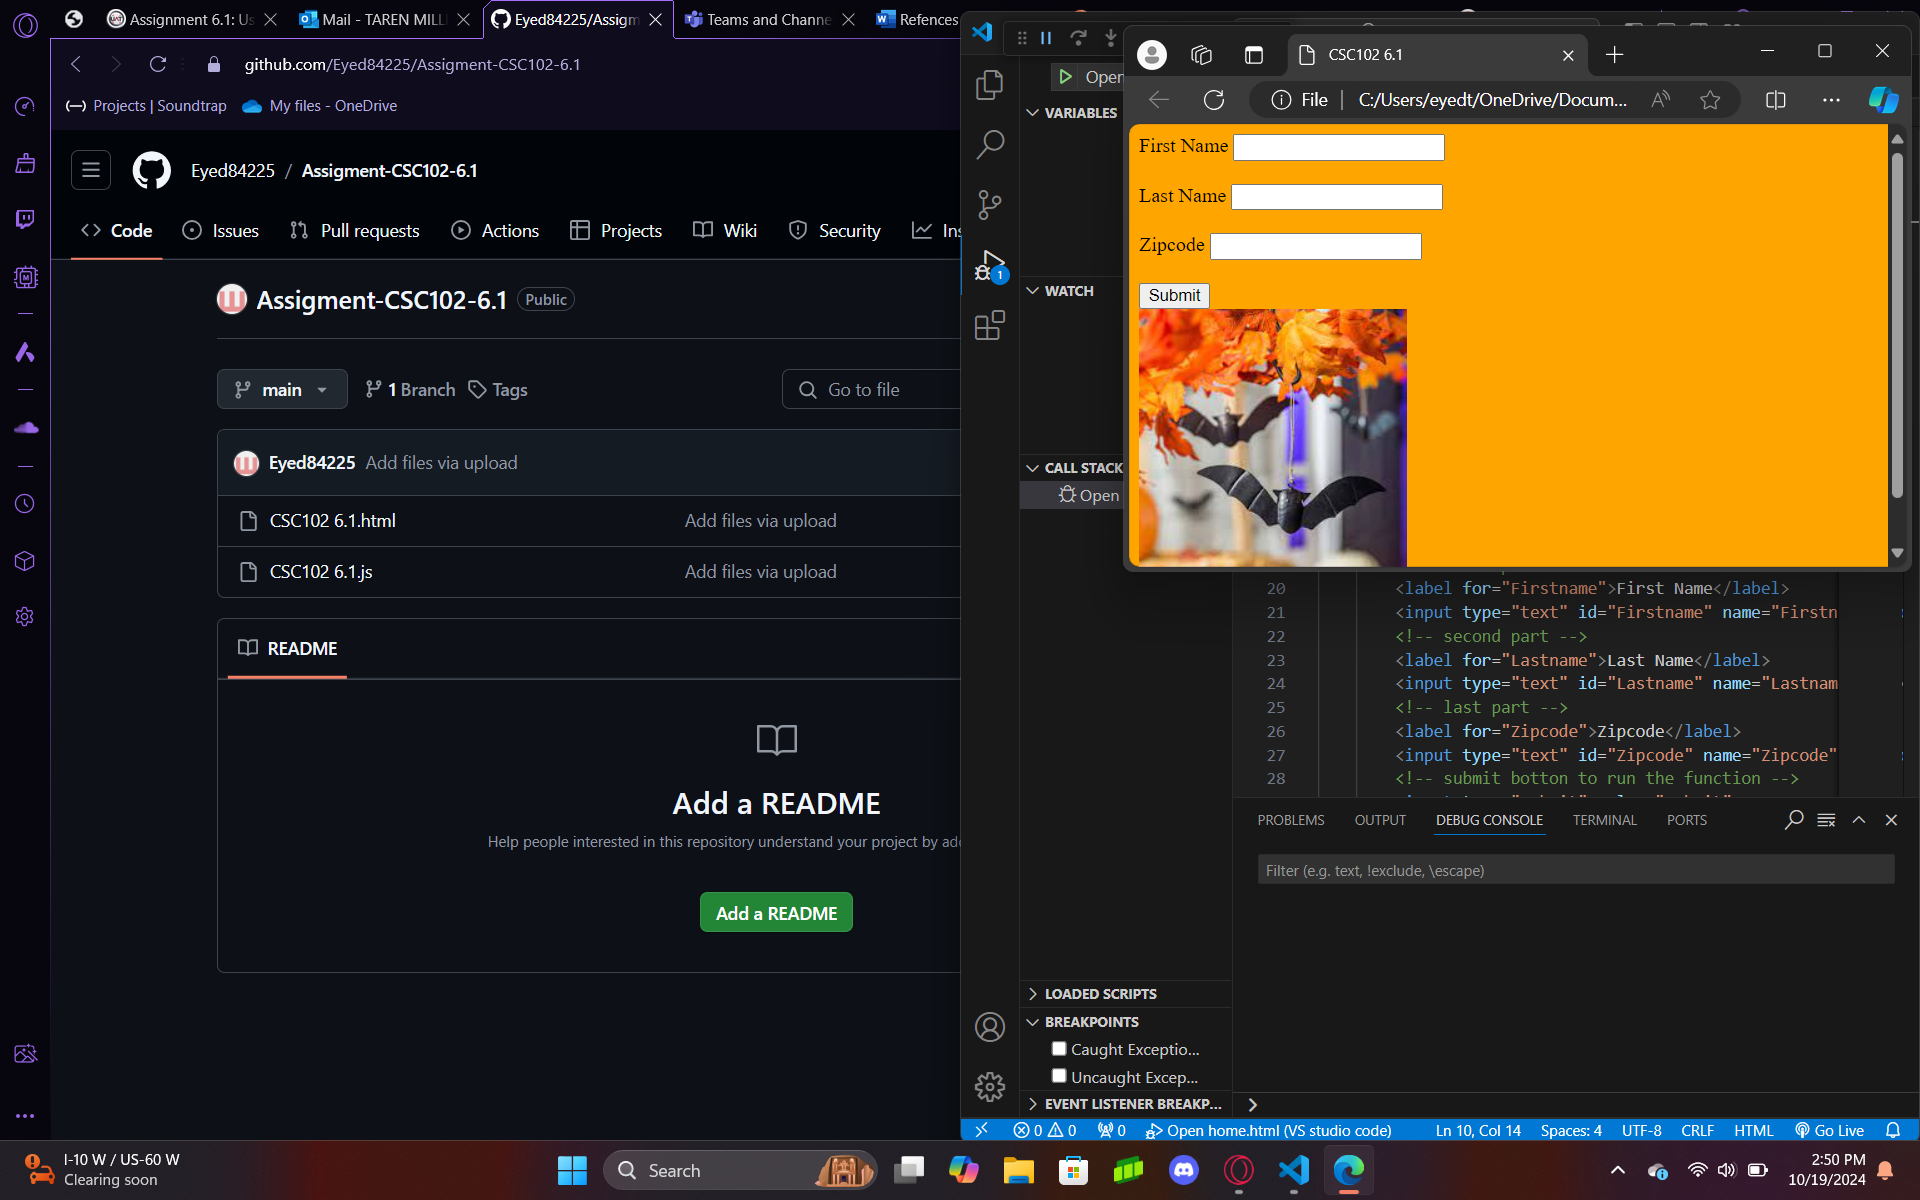 Assignment 6.1: Us
Mail - TAREN MILL
Eyed84225/Assigm
Teams and Channe
Refences
github.com/Eyed84225/Assigment-CSC102-6.1
Projects | Soundtrap
My files - OneDrive
Eyed84225 / Assigment-CSC102-6.1
Code
Issues
Pull requests
Actions
Projects
Wiki
Security
Ins
Assigment-CSC102-6.1 Public
main
1 Branch
Tags
Go to file
Eyed84225 Add files via upload
CSC102 6.1.html Add files via upload
CSC102 6.1.js Add files via upload
README
Add a README
Help people interested in this repository understand your project by add
Add a README
Open
VARIABLES
WATCH
CALL STACK
Open
LOADED SCRIPTS
BREAKPOINTS
Caught Exceptio...
Uncaught Excep...
EVENT LISTENER BREAKP...
CSC102 6.1
File | C:/Users/eyedt/OneDrive/Docum...
First Name
Last Name
Zipcode
Submit
20 <label for="Firstname">First Name</label>
21 <input type="text" id="Firstname" name="Firstn
22 <!-- second part -->
23 <label for="Lastname">Last Name</label>
24 <input type="text" id="Lastname" name="Lastnam
25 <!-- last part -->
26 <label for="Zipcode">Zipcode</label>
27 <input type="text" id="Zipcode" name="Zipcode"
28 <!-- submit botton to run the function -->
PROBLEMS OUTPUT DEBUG CONSOLE TERMINAL PORTS
Filter (e.g. text, !exclude, \escape)
0 0 0 Open home.html (VS studio code) Ln 10, Col 14 Spaces: 4 UTF-8 CRLF HTML Go Live
I-10 W / US-60 W
Clearing soon
Search
2:50 PM
10/19/2024